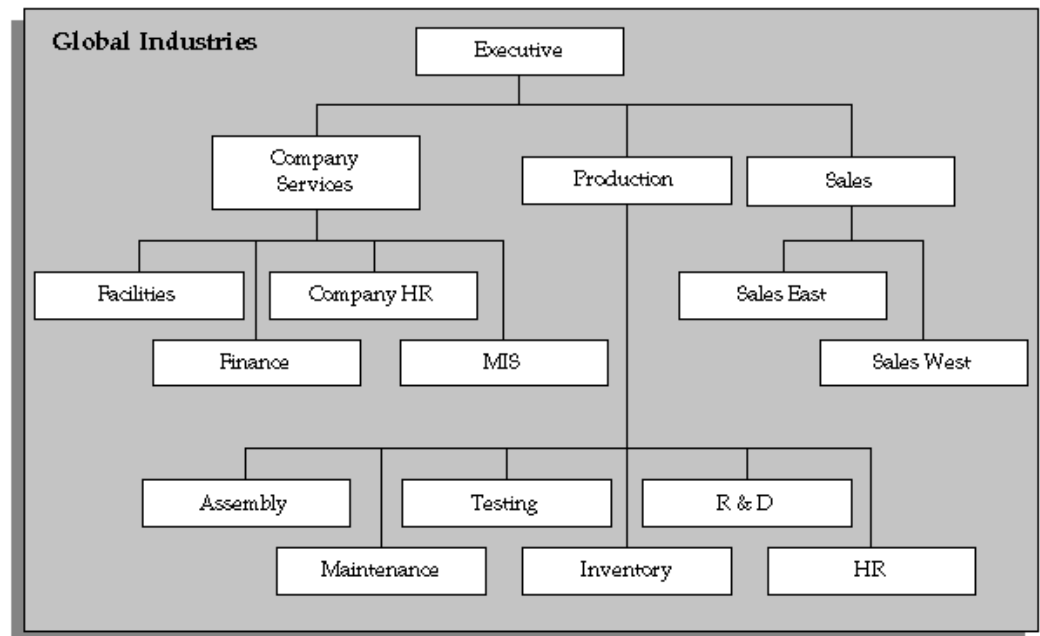 Global Industries
Executive
Company
Services
Production
Sales
Facilities
Company HR
Sales East
Finance
MIS
Sales West
Assembly
Testing
R & D
Maintenance
Inventory
HR